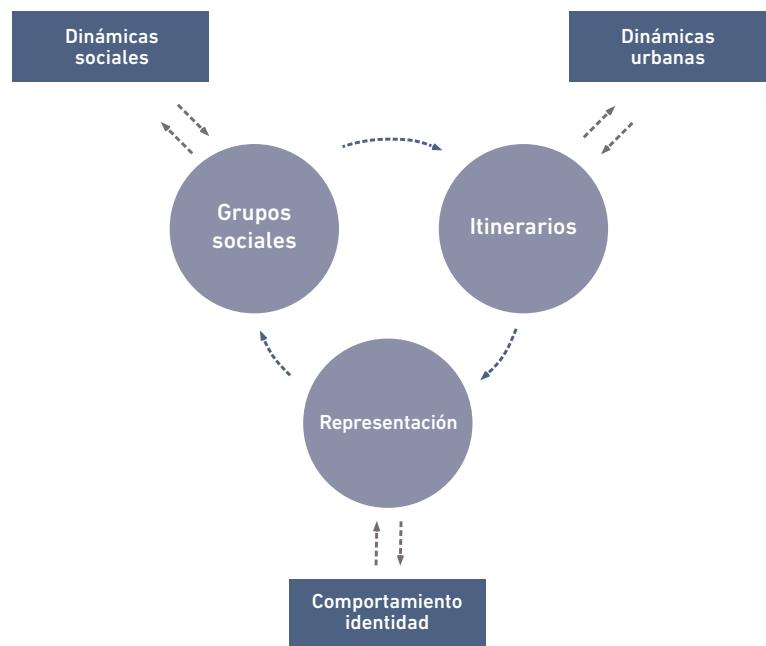 Dinámicas
sociales
Dinámicas
urbanas
Grupos
sociales
Itinerarios
Representación
Comportamiento
identidad